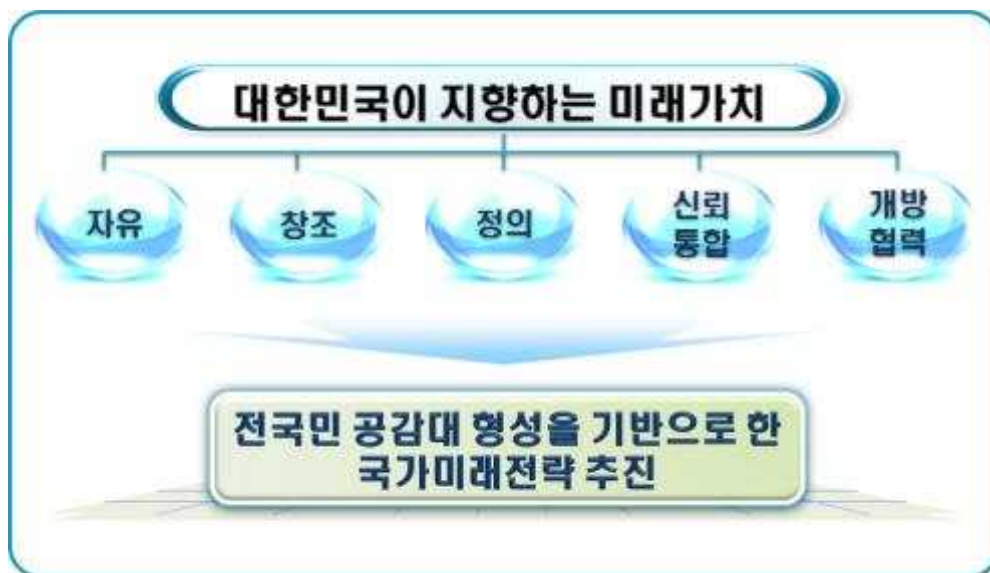 대한민국이 지향하는 미래가치
자유
창조
정의
신뢰
통합
개방
협력
전국민 공감대 형성을 기반으로 한
국가미래전략 추진